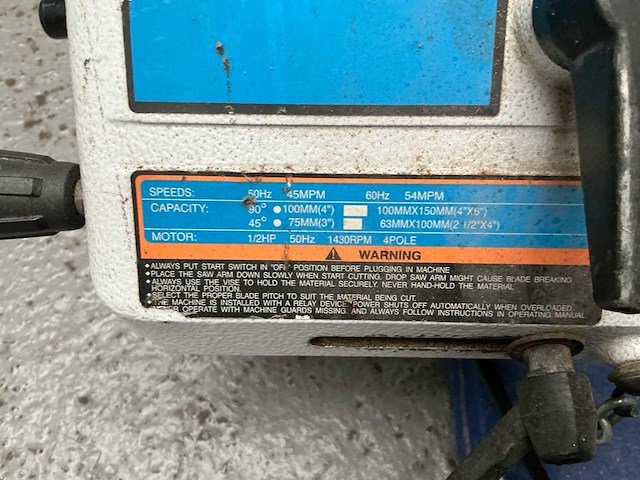 SPEEDS: 50Hz 45MPM 60Hz 54MPM
CAPACITY: 90° ● 100MM(4") 100MMX150MM(4"X6")
45° ● 75MM(3") 63MMX100MM(2 1/2"X4")
MOTOR: 1/2HP 50Hz 1430RPM 4POLE
WARNING
• ALWAYS PUT START SWITCH IN "OFF" POSITION BEFORE PLUGGING IN MACHINE
• PLACE THE SAW ARM DOWN SLOWLY WHEN START CUTTING. DROP SAW ARM MIGHT CAUSE BLADE BREAKING
• ALWAYS USE THE VISE TO HOLD THE MATERIAL SECURELY. NEVER HAND-HOLD THE MATERIAL
HORIZONTAL POSITION.
• SELECT THE PROPER BLADE PITCH TO SUIT THE MATERIAL BEING CUT.
• THE MACHINE IS INSTALLED WITH A RELAY DEVICE. POWER SHUTS OFF AUTOMATICALLY WHEN OVERLOADED.
OPERATE WITH MACHINE GUARDS MISSING. AND ALWAYS FOLLOW INSTRUCTIONS IN OPERATING MANUAL.